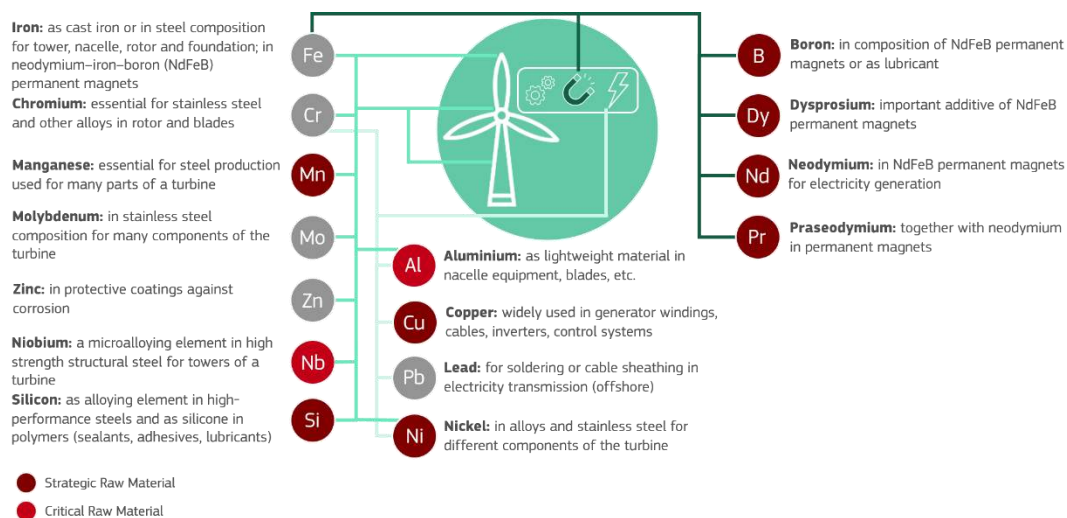 Iron: as cast iron or in steel composition
for tower, nacelle, rotor and foundation; in
neodymium–iron–boron (NdFeB)
permanent magnets
Fe
Chromium: essential for stainless steel
and other alloys in rotor and blades
Cr
Manganese: essential for steel production
used for many parts of a turbine
Mn
Molybdenum: in stainless steel
composition for many components of the
turbine
Mo
Zinc: in protective coatings against
corrosion
Zn
Niobium: a microalloying element in high
strength structural steel for towers of a
turbine
Nb
Silicon: as alloying element in high-
performance steels and as silicone in
polymers (sealants, adhesives, lubricants)
Si
Al
Aluminium: as lightweight material in
nacelle equipment, blades, etc.
Cu
Copper: widely used in generator windings,
cables, inverters, control systems
Pb
Lead: for soldering or cable sheathing in
electricity transmission (offshore)
Ni
Nickel: in alloys and stainless steel for
different components of the turbine
B
Boron: in composition of NdFeB permanent
magnets or as lubricant
Dy
Dysprosium: important additive of NdFeB
permanent magnets
Nd
Neodymium: in NdFeB permanent magnets
for electricity generation
Pr
Praseodymium: together with neodymium
in permanent magnets
Strategic Raw Material
Critical Raw Material